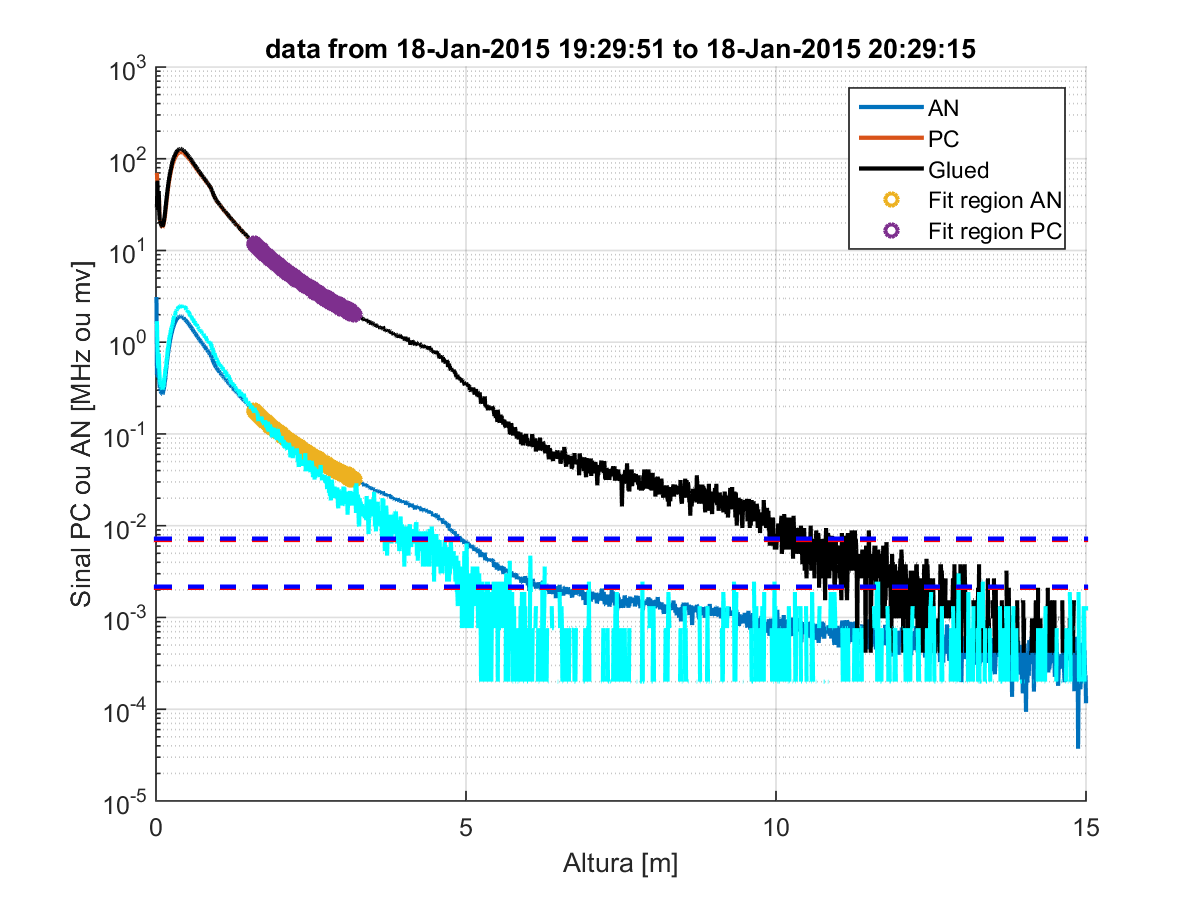 data from 18-Jan-2015 19:29:51 to 18-Jan-2015 20:29:15
10^3
10^2
10^1
10^0
10^-1
10^-2
10^-3
10^-4
10^-5
Sinal PC ou AN [MHz ou mv]
AN
PC
Glued
Fit region AN
Fit region PC
0 5 10 15
Altura [m]